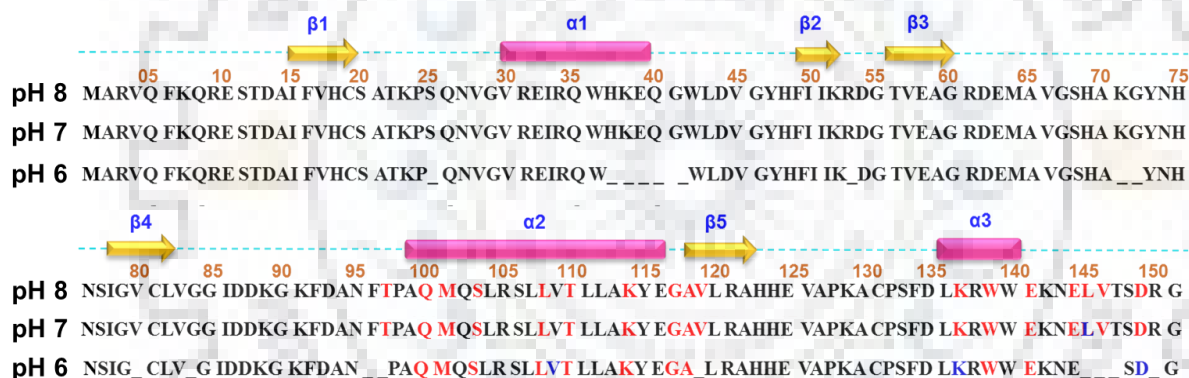 β1 α1 β2 β3
05 10 15 20 25 30 35 40 45 50 55 60 65 70 75
pH 8 MARVQ FKQRE STDAI FVHCS ATKPS QNVGV REIRQ WHKEQ GWLDV GYHFI IKRDG TVEAG RDEMA VGSHA KGYNH
pH 7 MARVQ FKQRE STDAI FVHCS ATKPS QNVGV REIRQ WHKEQ GWLDV GYHFI IKRDG TVEAG RDEMA VGSHA KGYNH
pH 6 MARVQ FKQRE STDAI FVHCS ATKP_ QNVGV REIRQ W_ _ _ _ _WLDV GYHFI IK_DG TVEAG RDEMA VGSHA _ _YNH
β4 α2 β5 α3
80 85 90 95 100 105 110 115 120 125 130 135 140 145 150
pH 8 NSIGV CLVGG IDDKG KFDAN FTPAQ MQSLR SLLVT LLAKY EGAVL RAHHE VAPKA CPSFD LKRWW EKNEL VTSDR G
pH 7 NSIGV CLVGG IDDKG KFDAN FTPAQ MQSLR SLLVT LLAKY EGAVL RAHHE VAPKA CPSFD LKRWW EKNEL VTSDR G
pH 6 NSIG_ CLV_G IDDKG KFDAN _ _PAQ MQSLR SLLVT LLAKY EGA_L RAHHE VAPKA CPSFD LKRWW EKNE_ _ _SD_ G